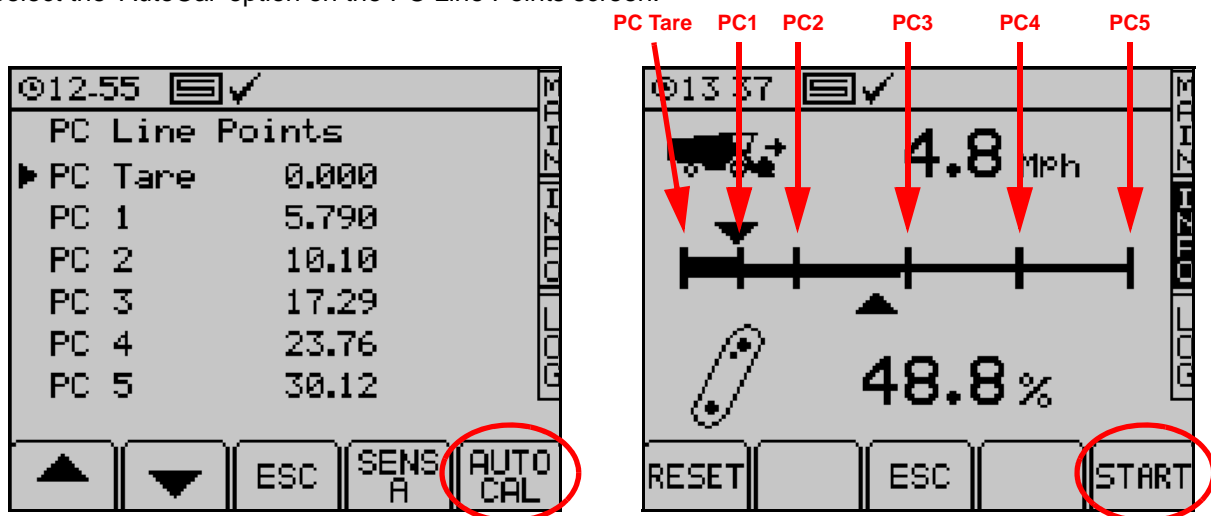 Select the 'AutoCal' option on the PC Line Points screen.
PC Tare PC1 PC2 PC3 PC4 PC5
12-55
PC Line Points
PC Tare 0.000
PC 1 5.790
PC 2 10.10
PC 3 17.29
PC 4 23.76
PC 5 30.12
ESC
SENS A
AUTO CAL
MAIN
INFO
LOG
13 37
4.8 Mph
48.8 %
RESET
ESC
START
MAIN
INFO
LOG